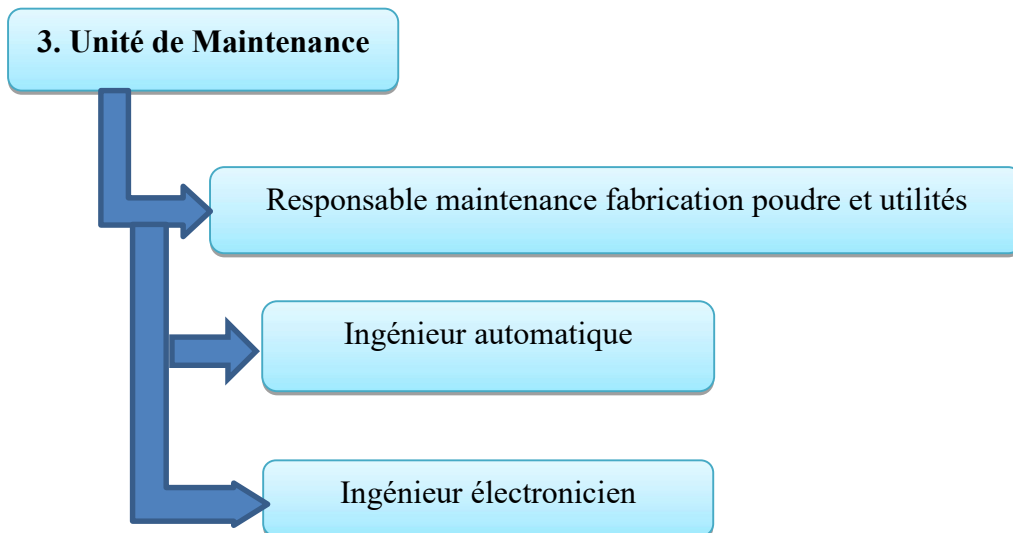 3. Unité de Maintenance
Responsable maintenance fabrication poudre et utilités
Ingénieur automatique
Ingénieur électronicien